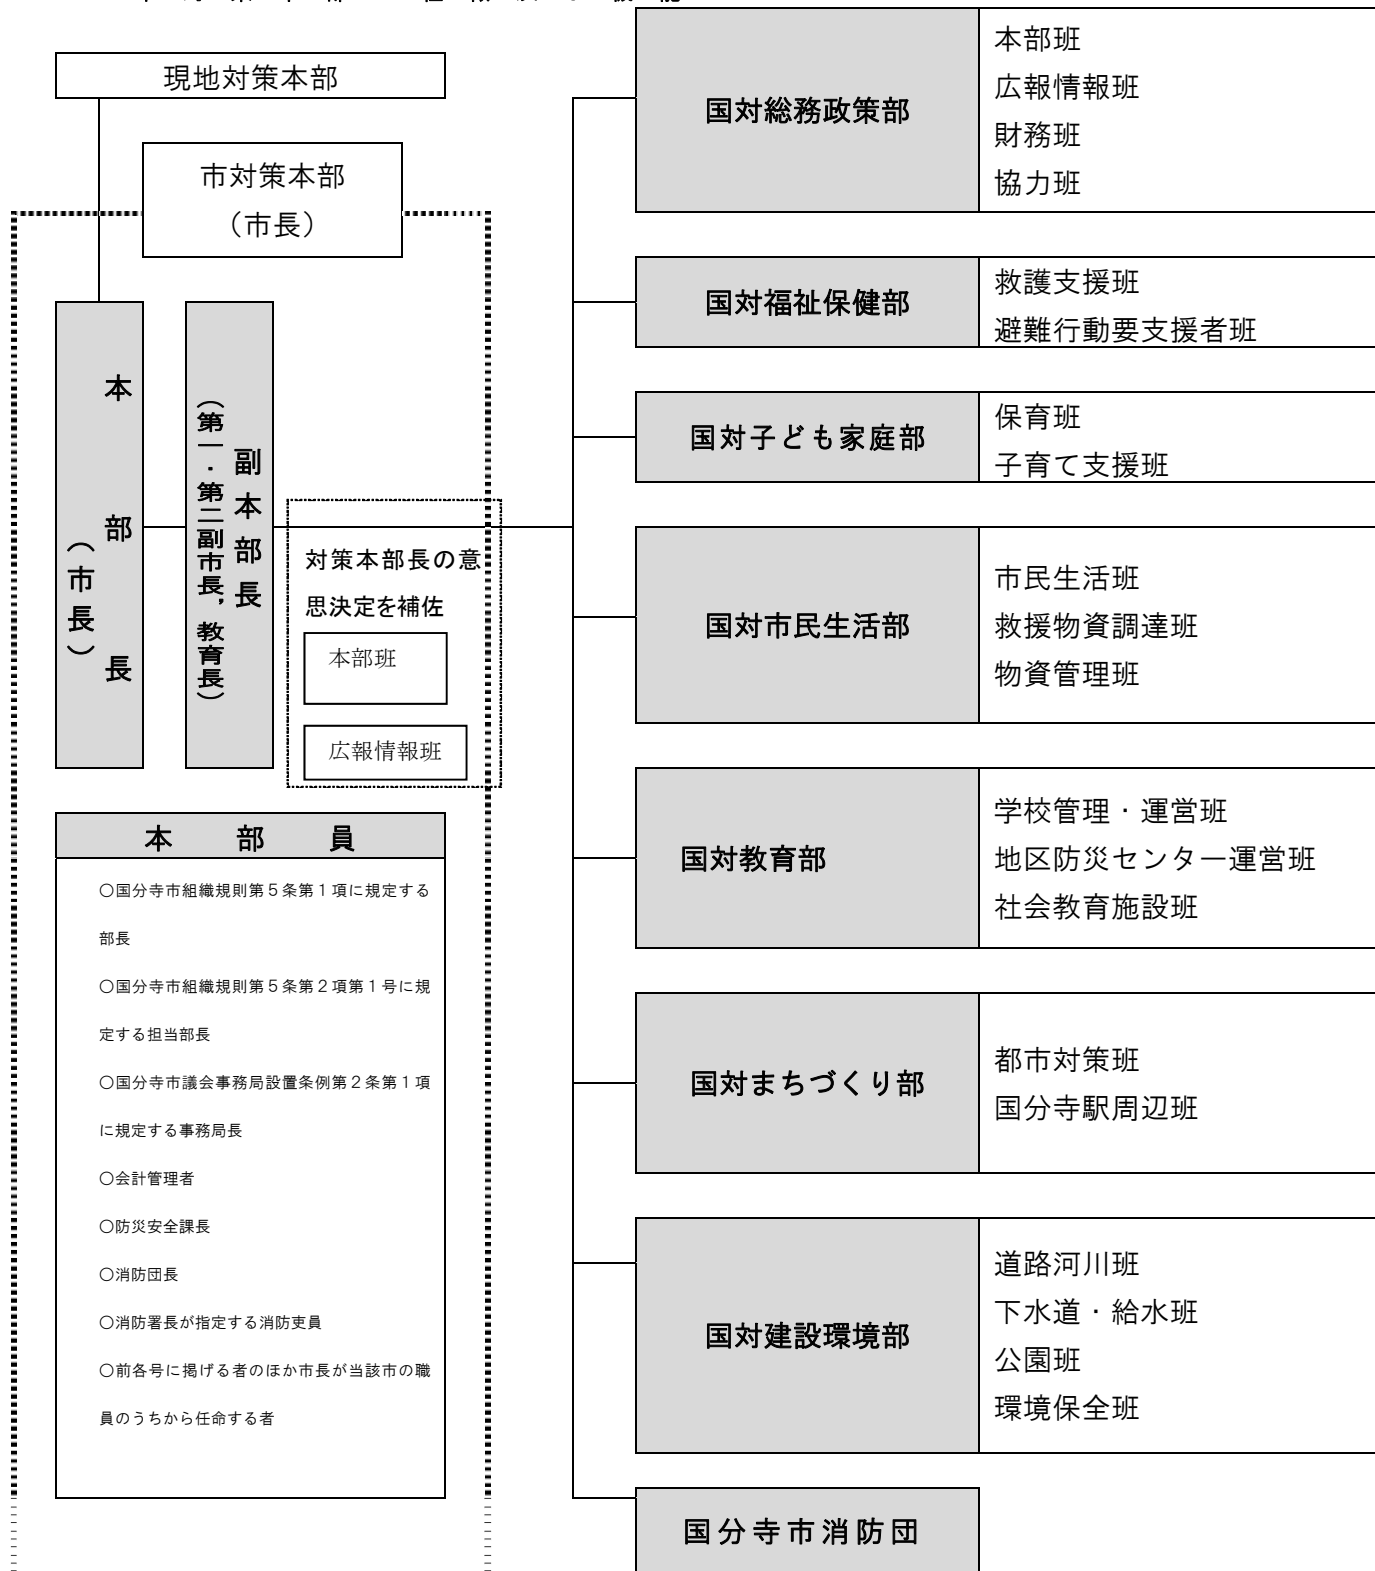 現地対策本部
市対策本部
（市長）
本部長
（市長）
副本部長
（第一・第二副市長，教育長）
対策本部長の意
思決定を補佐
本部班
広報情報班
本部員
○国分寺市組織規則第５条第１項に規定する
部長
○国分寺市組織規則第５条第２項第１号に規
定する担当部長
○国分寺市議会事務局設置条例第２条第１項
に規定する事務局長
○会計管理者
○防災安全課長
○消防団長
○消防署長が指定する消防吏員
○前各号に掲げる者のほか市長が当該市の職
員のうちから任命する者
国対総務政策部
本部班
広報情報班
財務班
協力班
国対福祉保健部
救護支援班
避難行動要支援者班
国対子ども家庭部
保育班
子育て支援班
国対市民生活部
市民生活班
救援物資調達班
物資管理班
国対教育部
学校管理・運営班
地区防災センター運営班
社会教育施設班
国対まちづくり部
都市対策班
国分寺駅周辺班
国対建設環境部
道路河川班
下水道・給水班
公園班
環境保全班
国分寺市消防団